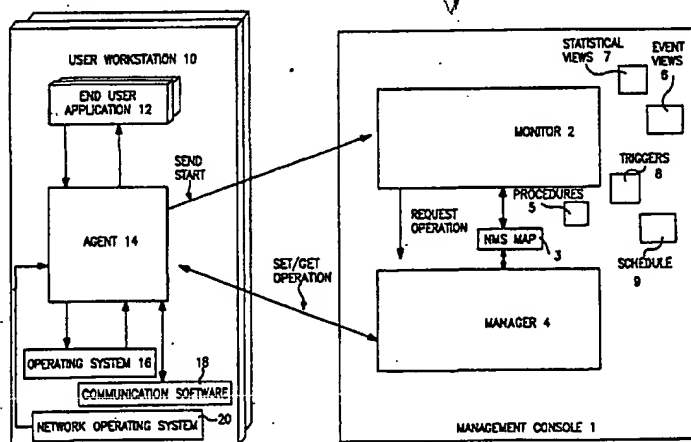 USER WORKSTATION 10
END USER
APPLICATION 12
AGENT 14
OPERATING SYSTEM 16
18
COMMUNICATION SOFTWARE
20
NETWORK OPERATING SYSTEM
SEND
START
SET/GET
OPERATION
STATISTICAL
VIEWS 7
EVENT
VIEWS
6
MONITOR 2
TRIGGERS
8
PROCEDURES
5
REQUEST
OPERATION
NMS MAP
3
SCHEDULE
9
MANAGER 4
MANAGEMENT CONSOLE 1